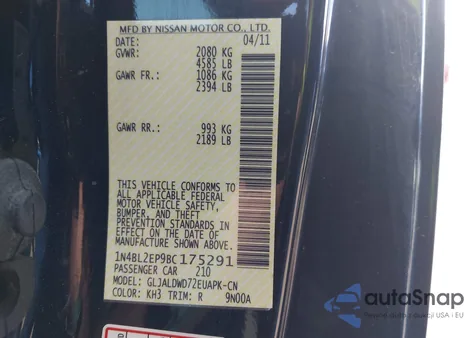 MFD BY NISSAN MOTOR CO., LTD.
DATE: 04/11
GVWR: 2080 KG
4585 LB
GAWR FR.: 1086 KG
2394 LB
GAWR RR.: 993 KG
2189 LB
THIS VEHICLE CONFORMS TO
ALL APPLICABLE FEDERAL
MOTOR VEHICLE SAFETY,
BUMPER, AND THEFT
PREVENTION STANDARDS
IN EFFECT ON THE DATE OF
MANUFACTURE SHOWN ABOVE.
1N4BL2EP9BC175291
PASSENGER CAR 210
MODEL: GLJALDWD72EUAPK-CN
COLOR: KH3 TRIM: R 9N00A
autoSnap